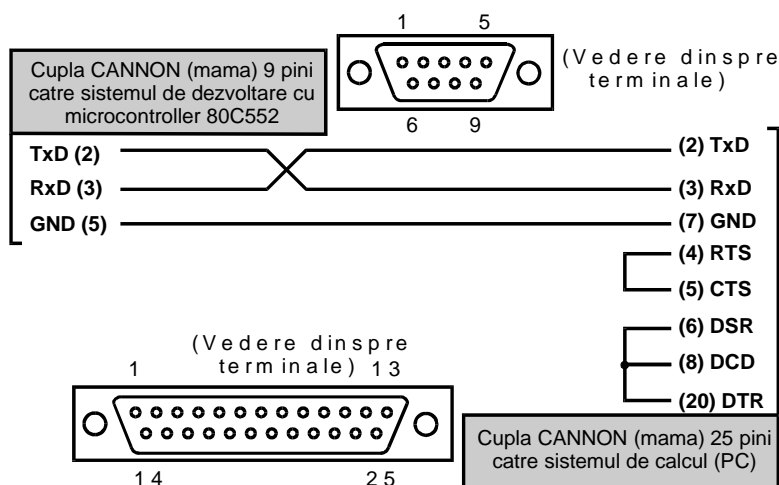 1 5
(Vedere dinspre
terminale)
Cupla CANNON (mama) 9 pini
catre sistemul de dezvoltare cu
microcontroller 80C552
6 9
TxD (2)
(2) TxD
RxD (3)
(3) RxD
GND (5)
(7) GND
(4) RTS
(5) CTS
(6) DSR
(8) DCD
(20) DTR
(Vedere dinspre
terminale)
1 13
14 25
Cupla CANNON (mama) 25 pini
catre sistemul de calcul (PC)